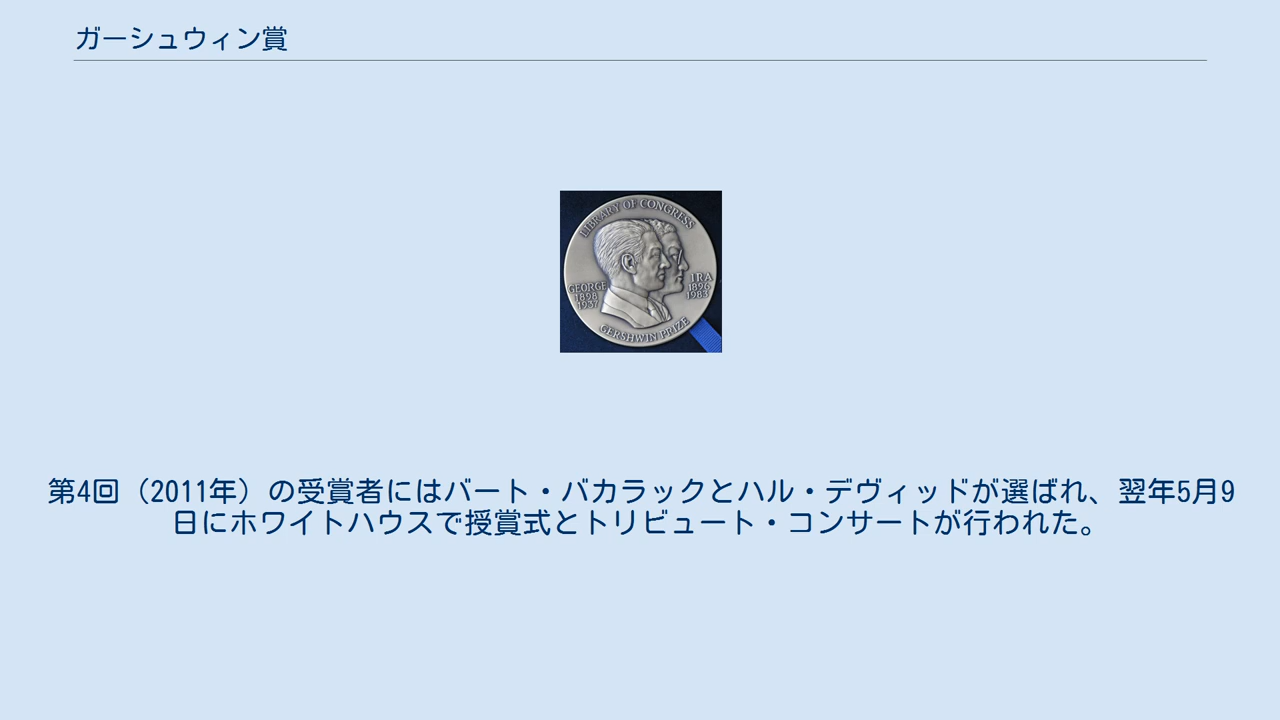 ガーシュウィン賞
LIBRARY OF CONGRESS
GEORGE
1898
1937
IRA
1896
1983
GERSHWIN PRIZE
第4回（2011年）の受賞者にはバート・バカラックとハル・デヴィッドが選ばれ、翌年5月9
日にホワイトハウスで授賞式とトリビュート・コンサートが行われた。